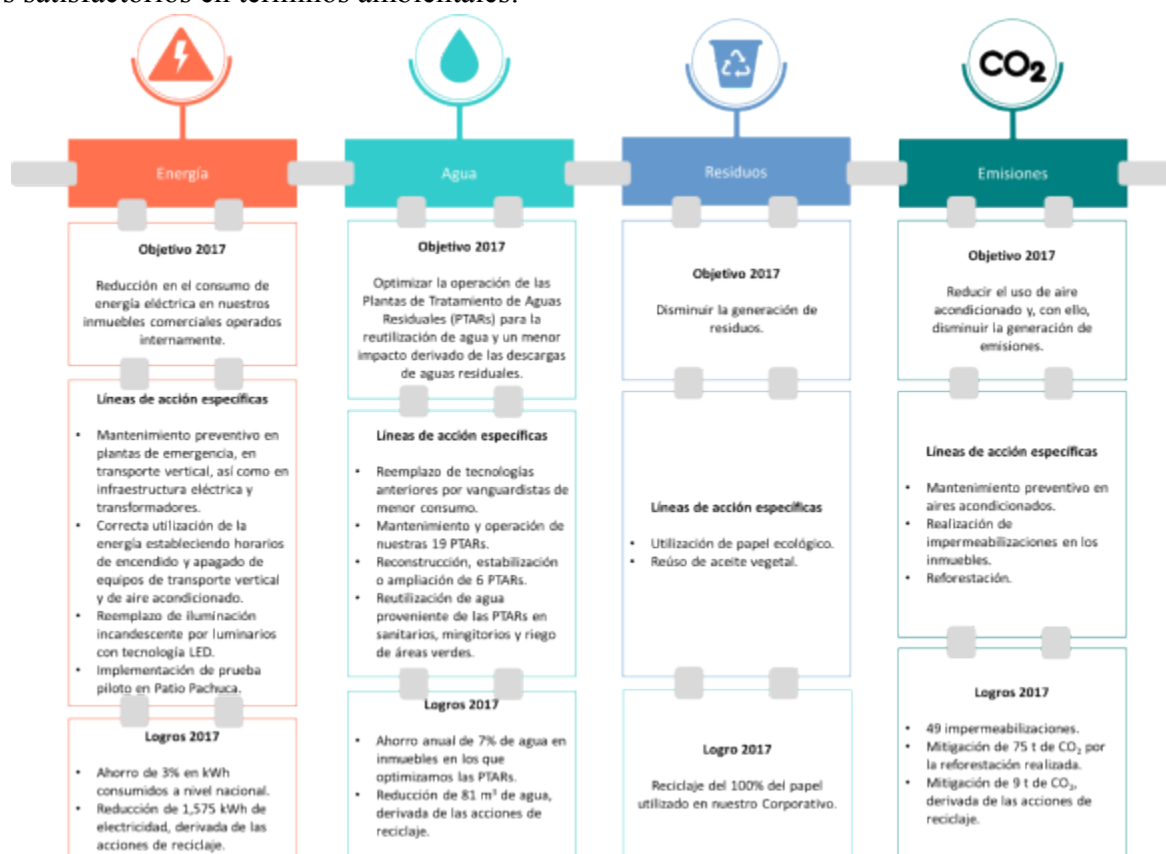 satisfactorios en términos ambientales.
CO2
Energía
Agua
Residuos
Emisiones
Objetivo 2017
Reducción en el consumo de
energía eléctrica en nuestros
inmuebles comerciales operados
internamente.
Líneas de acción específicas
• Mantenimiento preventivo en
plantas de emergencia, en
transporte vertical, así como en
infraestructura eléctrica y
transformadores.
• Correcta utilización de la
energía estableciendo horarios
de encendido y apagado de
equipos de transporte vertical
y de aire acondicionado.
• Reemplazo de iluminación
incandescente por luminarios
con tecnología LED.
• Implementación de prueba
piloto en Patio Pachuca.
Logros 2017
• Ahorro de 3% en kWh
consumidos a nivel nacional.
• Reducción de 1,575 kWh de
electricidad, derivada de las
acciones de reciclaje.
Objetivo 2017
Optimizar la operación de las
Plantas de Tratamiento de Aguas
Residuales (PTARs) para la
reutilización de agua y un menor
impacto derivado de las descargas
de aguas residuales.
Líneas de acción específicas
• Reemplazo de tecnologías
anteriores por vanguardistas de
menor consumo.
• Mantenimiento y operación de
nuestras 19 PTARs.
• Reconstrucción, estabilización
o ampliación de 6 PTARs.
• Reutilización de agua
proveniente de las PTARs en
sanitarios, mingitorios y riego
de áreas verdes.
Logros 2017
• Ahorro anual de 7% de agua en
inmuebles en los que
optimizamos las PTARs.
• Reducción de 81 m³ de agua,
derivada de las acciones de
reciclaje.
Objetivo 2017
Disminuir la generación de
residuos.
Líneas de acción específicas
• Utilización de papel ecológico.
• Reúso de aceite vegetal.
Logro 2017
Reciclaje del 100% del papel
utilizado en nuestro Corporativo.
Objetivo 2017
Reducir el uso de aire
acondicionado y, con ello,
disminuir la generación de
emisiones.
Líneas de acción específicas
• Mantenimiento preventivo en
aires acondicionados.
• Realización de
impermeabilizaciones en los
inmuebles.
• Reforestación.
Logros 2017
• 49 impermeabilizaciones.
• Mitigación de 75 t de CO₂ por
la reforestación realizada.
• Mitigación de 9 t de CO₂,
derivada de las acciones de
reciclaje.